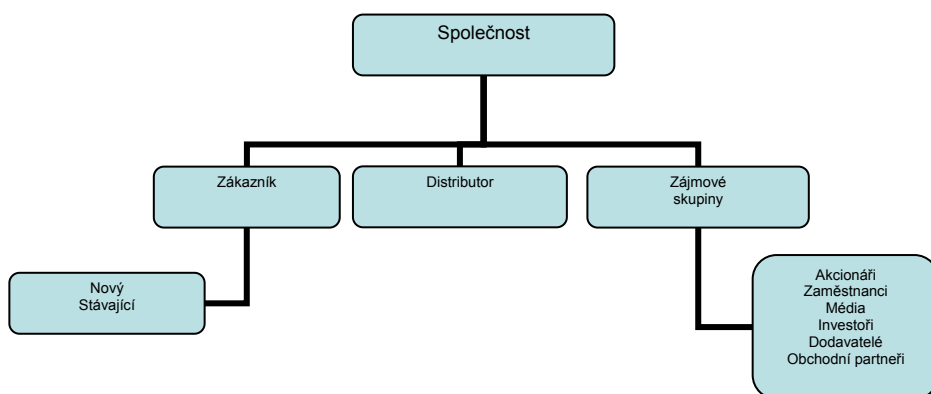 Společnost
Zákazník
Distributor
Zájmové
skupiny
Nový
Stávající
Akcionáři
Zaměstnanci
Média
Investoři
Dodavatelé
Obchodní partneři